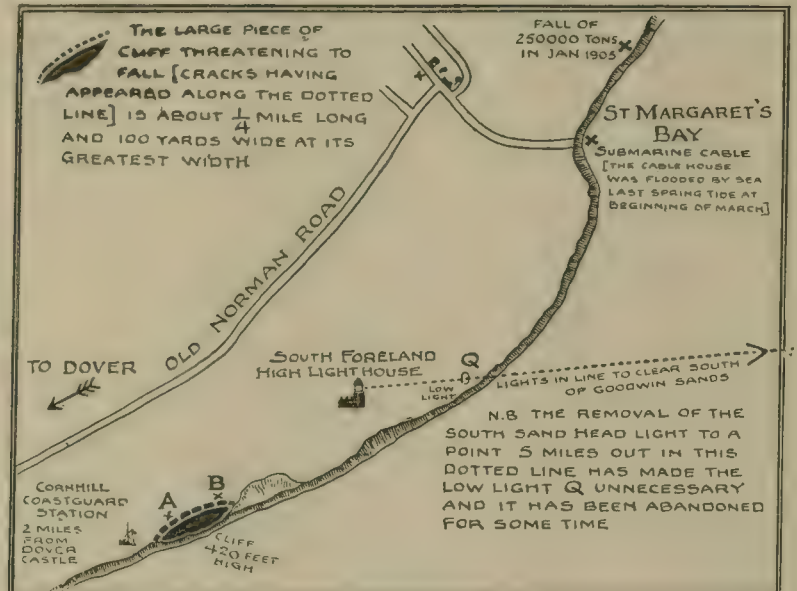 THE LARGE PIECE OF
CLIFF THREATENING TO
FALL [CRACKS HAVING
APPEARED ALONG THE DOTTED
LINE] IS ABOUT 1/4 MILE LONG
AND 100 YARDS WIDE AT ITS
GREATEST WIDTH
FALL OF
250000 TONS
IN JAN 1905
ST MARGARET'S
BAY
SUBMARINE CABLE
[THE CABLE HOUSE
WAS FLOODED BY SEA
LAST SPRING TIDE AT
BEGINNING OF MARCH]
OLD NORMAN ROAD
TO DOVER
SOUTH FORELAND
HIGH LIGHTHOUSE
Q
LOW
LIGHT
LIGHTS IN LINE TO CLEAR SOUTH
OF GOODWIN SANDS
N.B THE REMOVAL OF THE
SOUTH SAND HEAD LIGHT TO A
POINT 5 MILES OUT IN THIS
DOTTED LINE HAS MADE THE
LOW LIGHT Q UNNECESSARY
AND IT HAS BEEN ABANDONED
FOR SOME TIME
CORNHILL
COASTGUARD
STATION
2 MILES
FROM
DOVER
CASTLE
A
B
CLIFF
420 FEET
HIGH